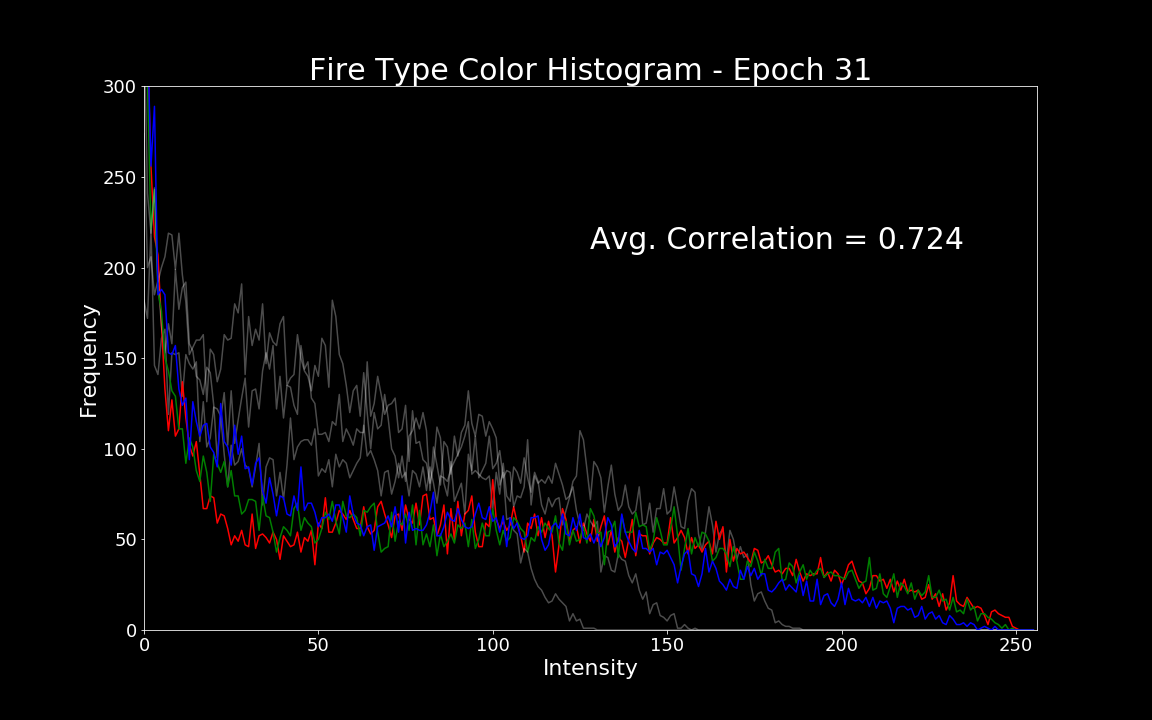 Fire Type Color Histogram - Epoch 31
300
250
200
150
100
50
0
Frequency
Avg. Correlation = 0.724
0 50 100 150 200 250
Intensity